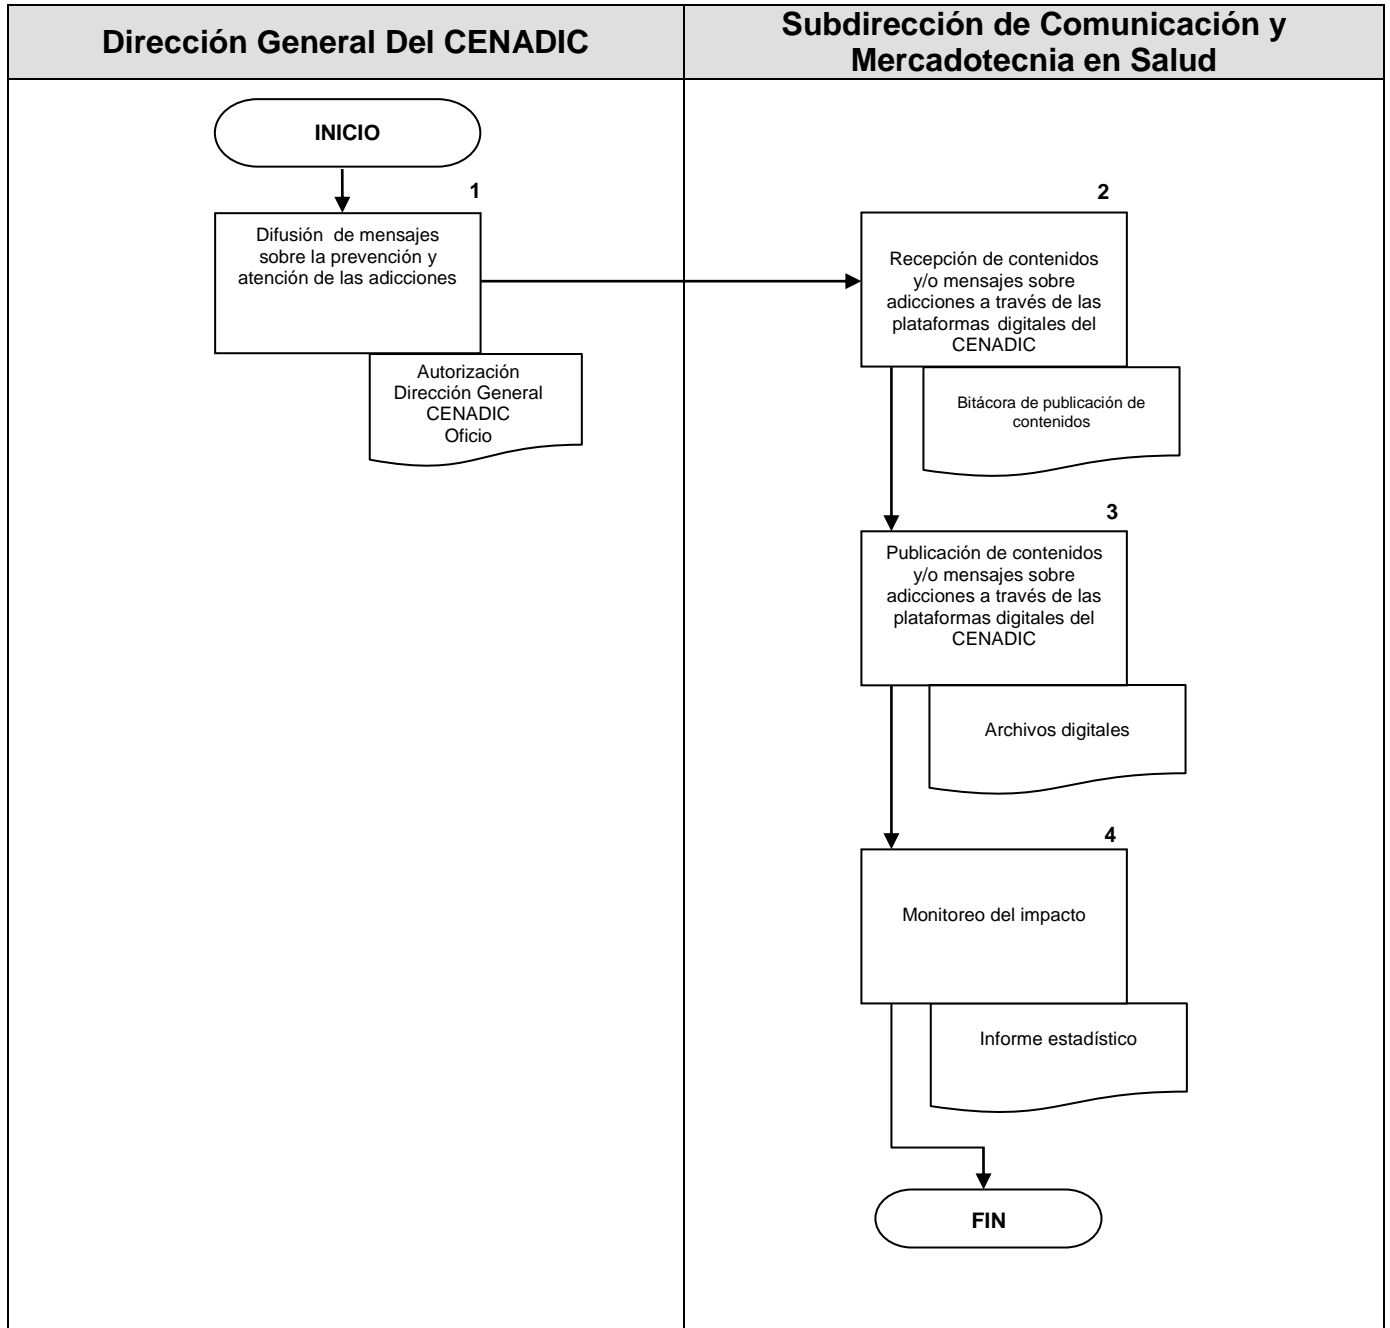 Dirección General Del CENADIC
Subdirección de Comunicación y
Mercadotecnia en Salud
INICIO
1
Difusión de mensajes
sobre la prevención y
atención de las adicciones
Autorización
Dirección General
CENADIC
Oficio
2
Recepción de contenidos
y/o mensajes sobre
adicciones a través de las
plataformas digitales del
CENADIC
Bitácora de publicación de
contenidos
3
Publicación de contenidos
y/o mensajes sobre
adicciones a través de las
plataformas digitales del
CENADIC
Archivos digitales
4
Monitoreo del impacto
Informe estadístico
FIN